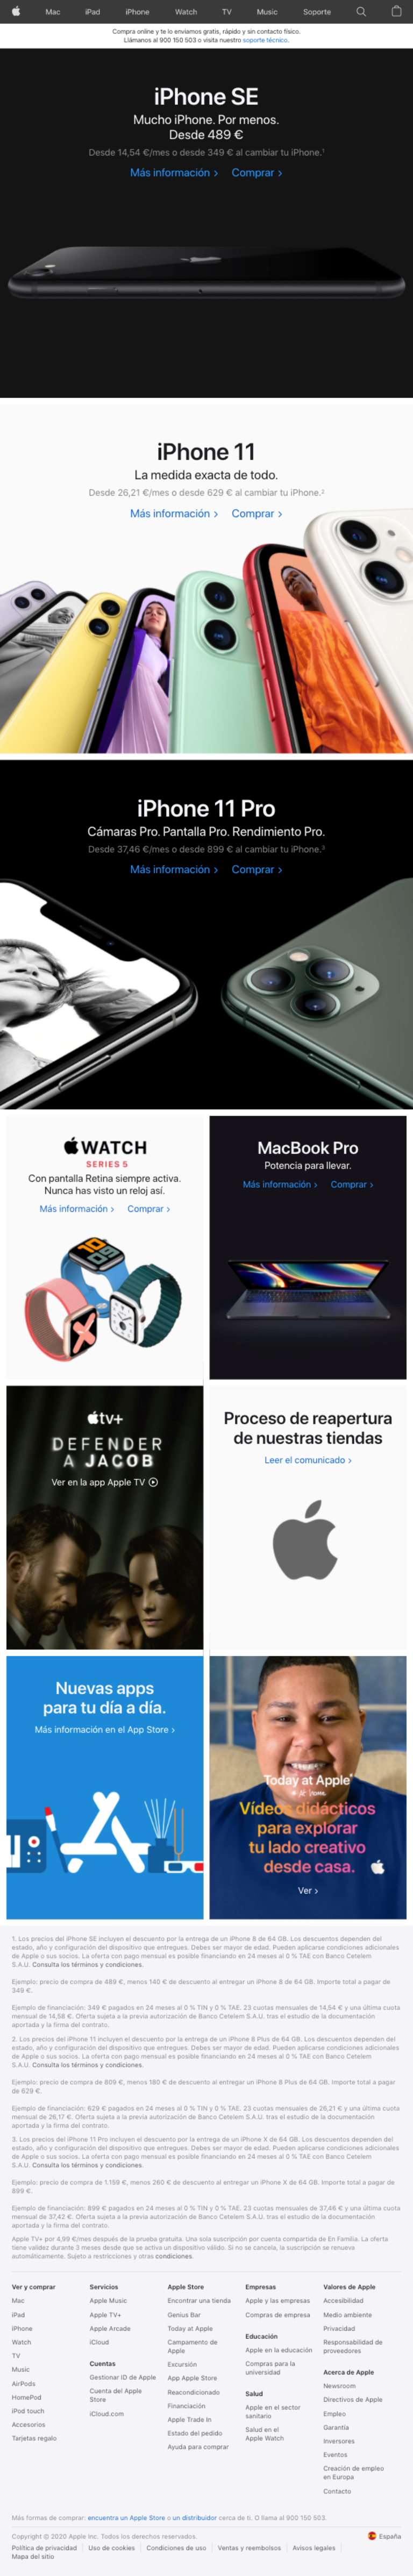 Mac iPad iPhone Watch TV Music Soporte
Compra online y te lo enviamos gratis, rápido y sin contacto físico.
Llámanos al 900 150 503 o visita nuestro soporte técnico.
iPhone SE
Mucho iPhone. Por menos.
Desde 489 €
Desde 14,54 €/mes o desde 349 € al cambiar tu iPhone.¹
Más información > Comprar >
iPhone 11
La medida exacta de todo.
Desde 26,21 €/mes o desde 629 € al cambiar tu iPhone.²
Más información > Comprar >
iPhone 11 Pro
Cámaras Pro. Pantalla Pro. Rendimiento Pro.
Desde 37,46 €/mes o desde 899 € al cambiar tu iPhone.³
Más información > Comprar >
WATCH
SERIES 5
Con pantalla Retina siempre activa.
Nunca has visto un reloj así.
Más información > Comprar >
MacBook Pro
Potencia para llevar.
Más información > Comprar >
tv+
DEFENDER
A JACOB
Ver en la app Apple TV
Proceso de reapertura
de nuestras tiendas
Leer el comunicado >
Nuevas apps
para tu día a día.
Más información en el App Store >
Today at Apple
Vídeos didácticos
para explorar
tu lado creativo
desde casa.
Ver >
1. Los precios del iPhone SE incluyen el descuento por la entrega de un iPhone 8 de 64 GB. Los descuentos dependen del
estado, año y configuración del dispositivo que entregues. Debes ser mayor de edad. Pueden aplicarse condiciones adicionales
de Apple o sus socios. La oferta con pago mensual es posible financiando en 24 meses al 0 % TAE con Banco Cetelem
S.A.U. Consulta los términos y condiciones.
Ejemplo: precio de compra de 489 €, menos 140 € de descuento al entregar un iPhone 8 de 64 GB. Importe total a pagar de
349 €.
Ejemplo de financiación: 349 € pagados en 24 meses al 0 % TIN y 0 % TAE. 23 cuotas mensuales de 14,54 € y una última cuota
mensual de 14,58 €. Oferta sujeta a la previa autorización de Banco Cetelem S.A.U. tras el estudio de la documentación
aportada y la firma del contrato.
2. Los precios del iPhone 11 incluyen el descuento por la entrega de un iPhone 8 Plus de 64 GB. Los descuentos dependen del
estado, año y configuración del dispositivo que entregues. Debes ser mayor de edad. Pueden aplicarse condiciones adicionales
de Apple o sus socios. La oferta con pago mensual es posible financiando en 24 meses al 0 % TAE con Banco Cetelem
S.A.U. Consulta los términos y condiciones.
Ejemplo: precio de compra de 809 €, menos 180 € de descuento al entregar un iPhone 8 Plus de 64 GB. Importe total a pagar
de 629 €.
Ejemplo de financiación: 629 € pagados en 24 meses al 0 % TIN y 0 % TAE. 23 cuotas mensuales de 26,21 € y una última cuota
mensual de 26,17 €. Oferta sujeta a la previa autorización de Banco Cetelem S.A.U. tras el estudio de la documentación
aportada y la firma del contrato.
3. Los precios del iPhone 11 Pro incluyen el descuento por la entrega de un iPhone X de 64 GB. Los descuentos dependen del
estado, año y configuración del dispositivo que entregues. Debes ser mayor de edad. Pueden aplicarse condiciones adicionales
de Apple o sus socios. La oferta con pago mensual es posible financiando en 24 meses al 0 % TAE con Banco Cetelem
S.A.U. Consulta los términos y condiciones.
Ejemplo: precio de compra de 1.159 €, menos 260 € de descuento al entregar un iPhone X de 64 GB. Importe total a pagar de
899 €.
Ejemplo de financiación: 899 € pagados en 24 meses al 0 % TIN y 0 % TAE. 23 cuotas mensuales de 37,46 € y una última cuota
mensual de 37,42 €. Oferta sujeta a la previa autorización de Banco Cetelem S.A.U. tras el estudio de la documentación
aportada y la firma del contrato.
Apple TV+ por 4,99 €/mes después de la prueba gratuita. Una sola suscripción por cuenta compartida de En Familia. La oferta
tiene validez durante 3 meses desde que se activa un dispositivo válido. Si no se cancela, la suscripción se renueva
automáticamente. Sujeto a restricciones y otras condiciones.
Ver y comprar
Mac
iPad
iPhone
Watch
TV
Music
AirPods
HomePod
iPod touch
Accesorios
Tarjetas regalo
Servicios
Apple Music
Apple TV+
Apple Arcade
iCloud
Cuentas
Gestionar ID de Apple
Cuenta del Apple
Store
iCloud.com
Apple Store
Encontrar una tienda
Genius Bar
Today at Apple
Campamento de
Apple
Excursión
App Apple Store
Reacondicionado
Financiación
Apple Trade In
Estado del pedido
Ayuda para comprar
Empresas
Apple y las empresas
Compras de empresa
Educación
Apple en la educación
Compras para la
universidad
Salud
Apple en el sector
sanitario
Salud en el
Apple Watch
Valores de Apple
Accesibilidad
Medio ambiente
Privacidad
Responsabilidad de
proveedores
Acerca de Apple
Newsroom
Directivos de Apple
Empleo
Garantía
Inversores
Eventos
Creación de empleo
en Europa
Contacto
Más formas de comprar: encuentra un Apple Store o un distribuidor cerca de ti. O llama al 900 150 503.
Copyright © 2020 Apple Inc. Todos los derechos reservados.
España
Política de privacidad | Uso de cookies | Condiciones de uso | Ventas y reembolsos | Avisos legales
Mapa del sitio